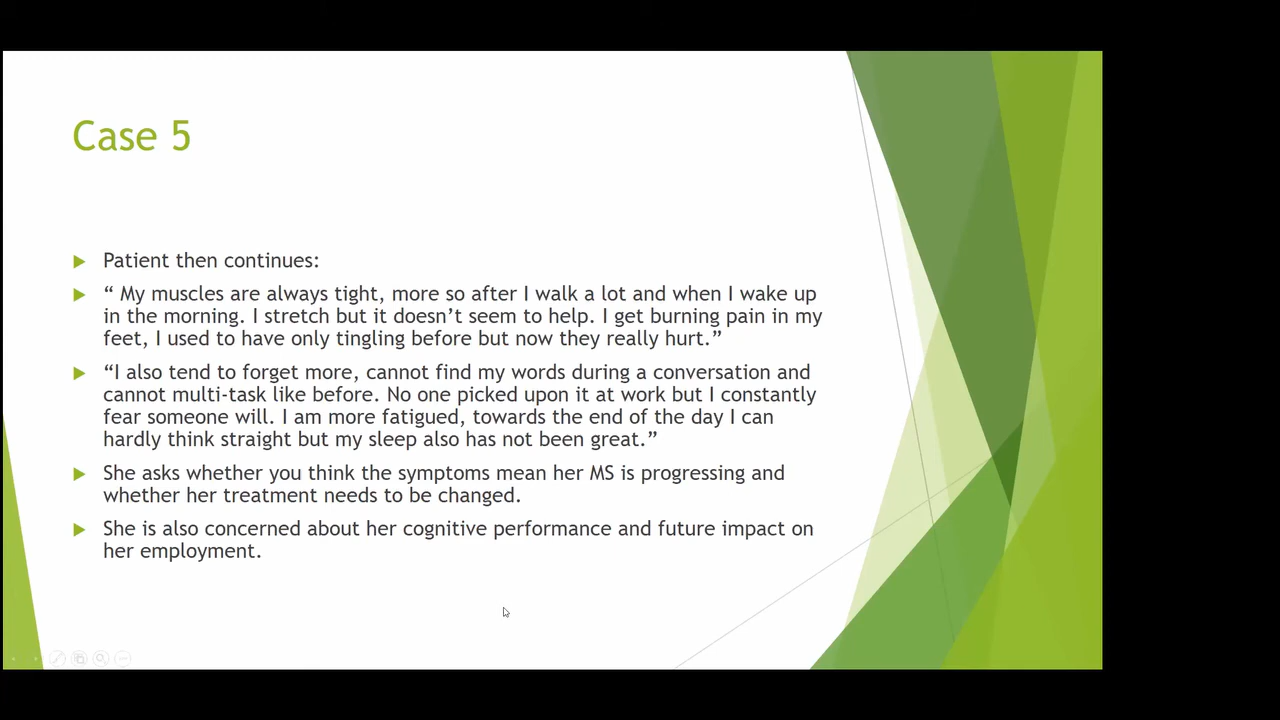 Case 5
Patient then continues:
“ My muscles are always tight, more so after I walk a lot and when I wake up
in the morning. I stretch but it doesn’t seem to help. I get burning pain in my
feet, I used to have only tingling before but now they really hurt.”
“I also tend to forget more, cannot find my words during a conversation and
cannot multi-task like before. No one picked upon it at work but I constantly
fear someone will. I am more fatigued, towards the end of the day I can
hardly think straight but my sleep also has not been great.”
She asks whether you think the symptoms mean her MS is progressing and
whether her treatment needs to be changed.
She is also concerned about her cognitive performance and future impact on
her employment.